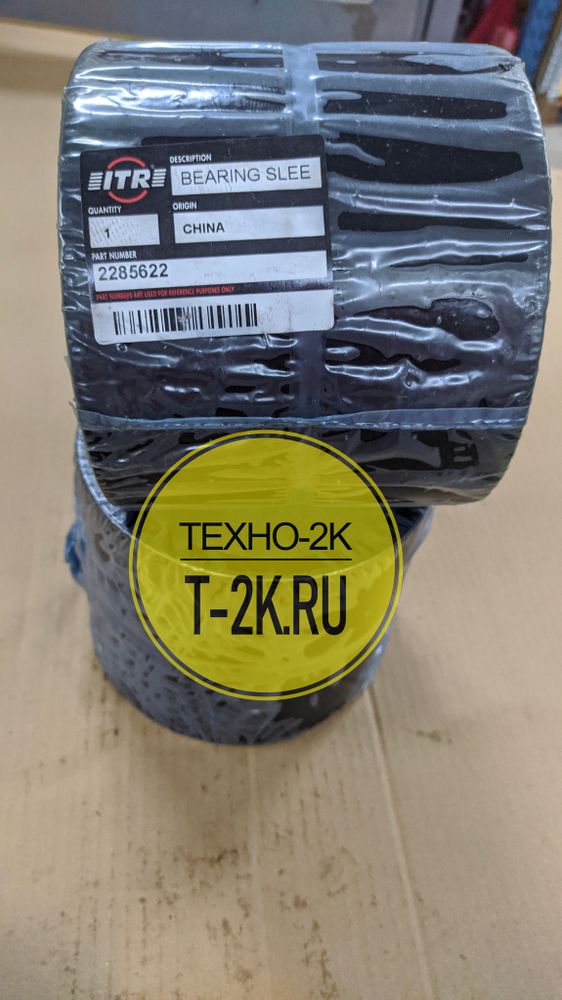 ITR
DESCRIPTION
BEARING SLEE
QUANTITY
1
ORIGIN
CHINA
PART NUMBER
2285622
PART NUMBERS ARE USED FOR REFERENCE PURPOSES ONLY
ТЕХНО-2К
T-2K.RU